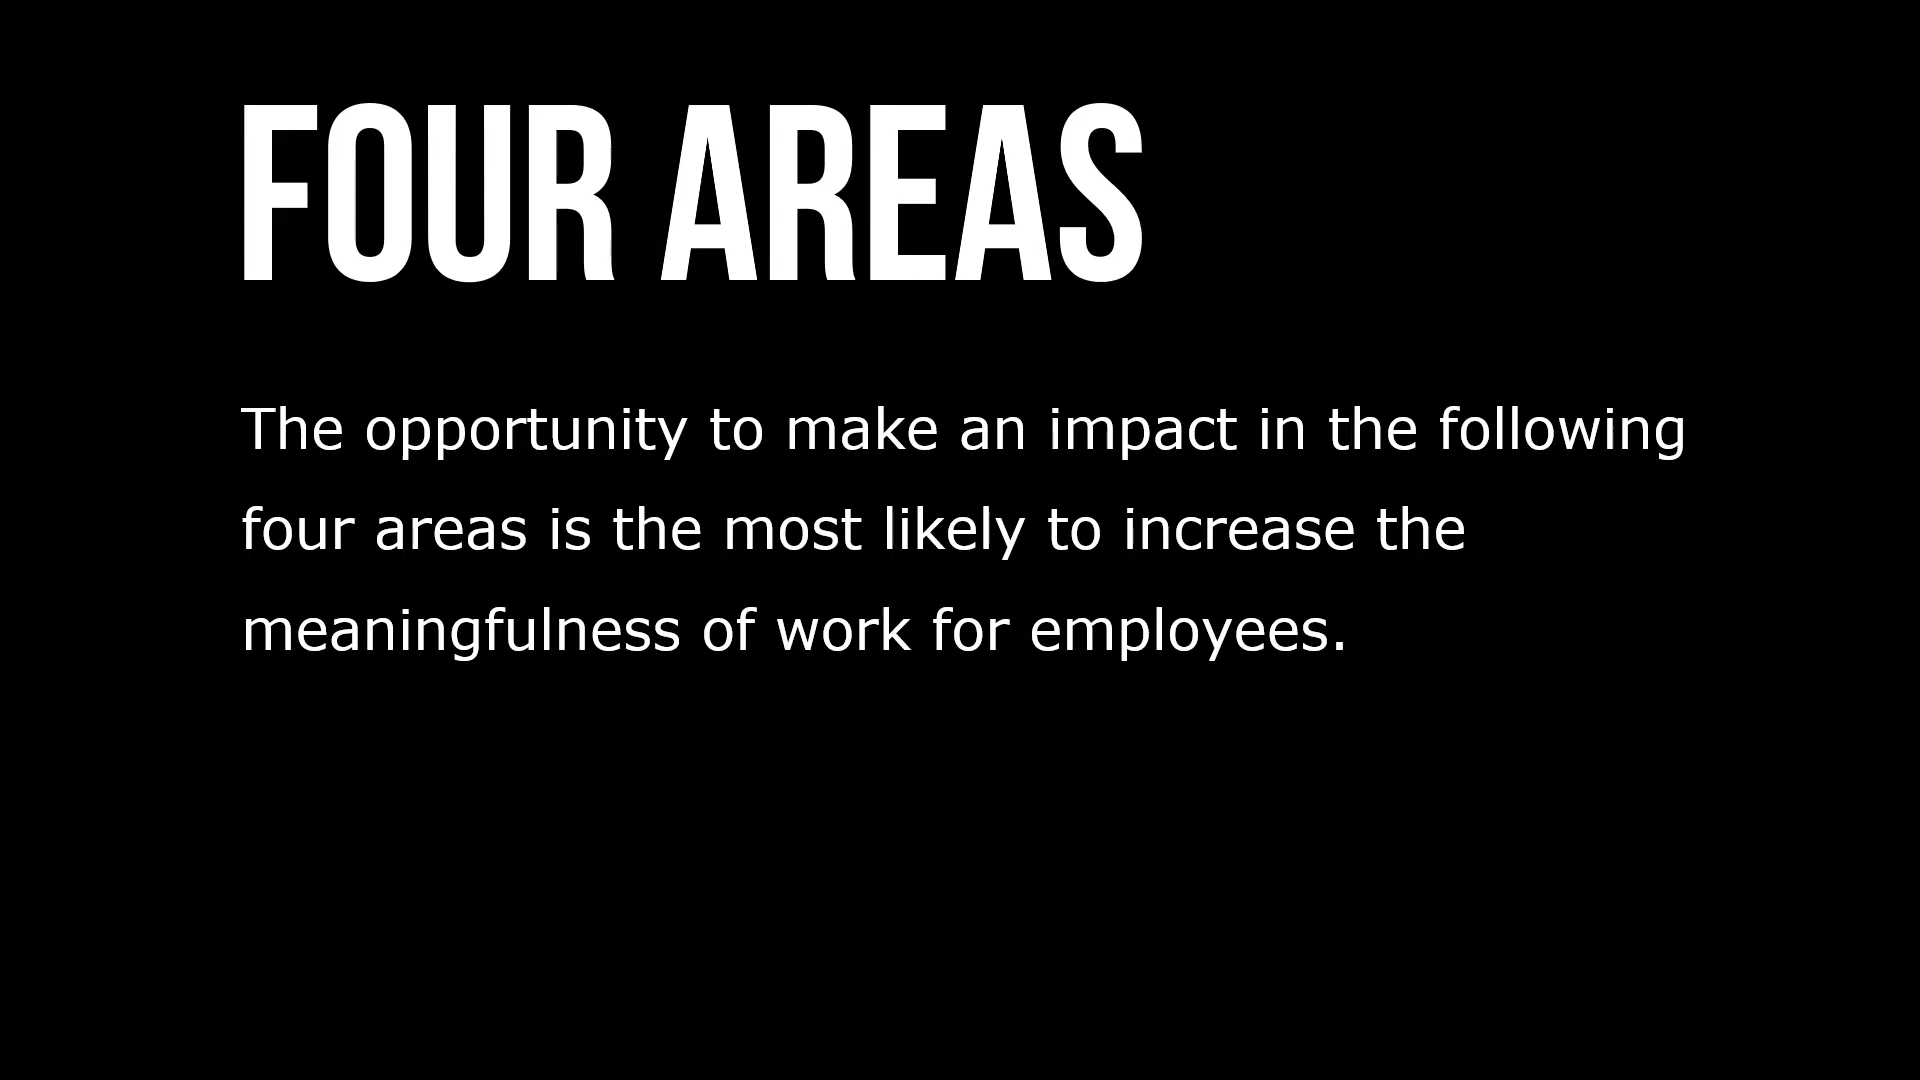 FOUR AREAS
The opportunity to make an impact in the following
four areas is the most likely to increase the
meaningfulness of work for employees.